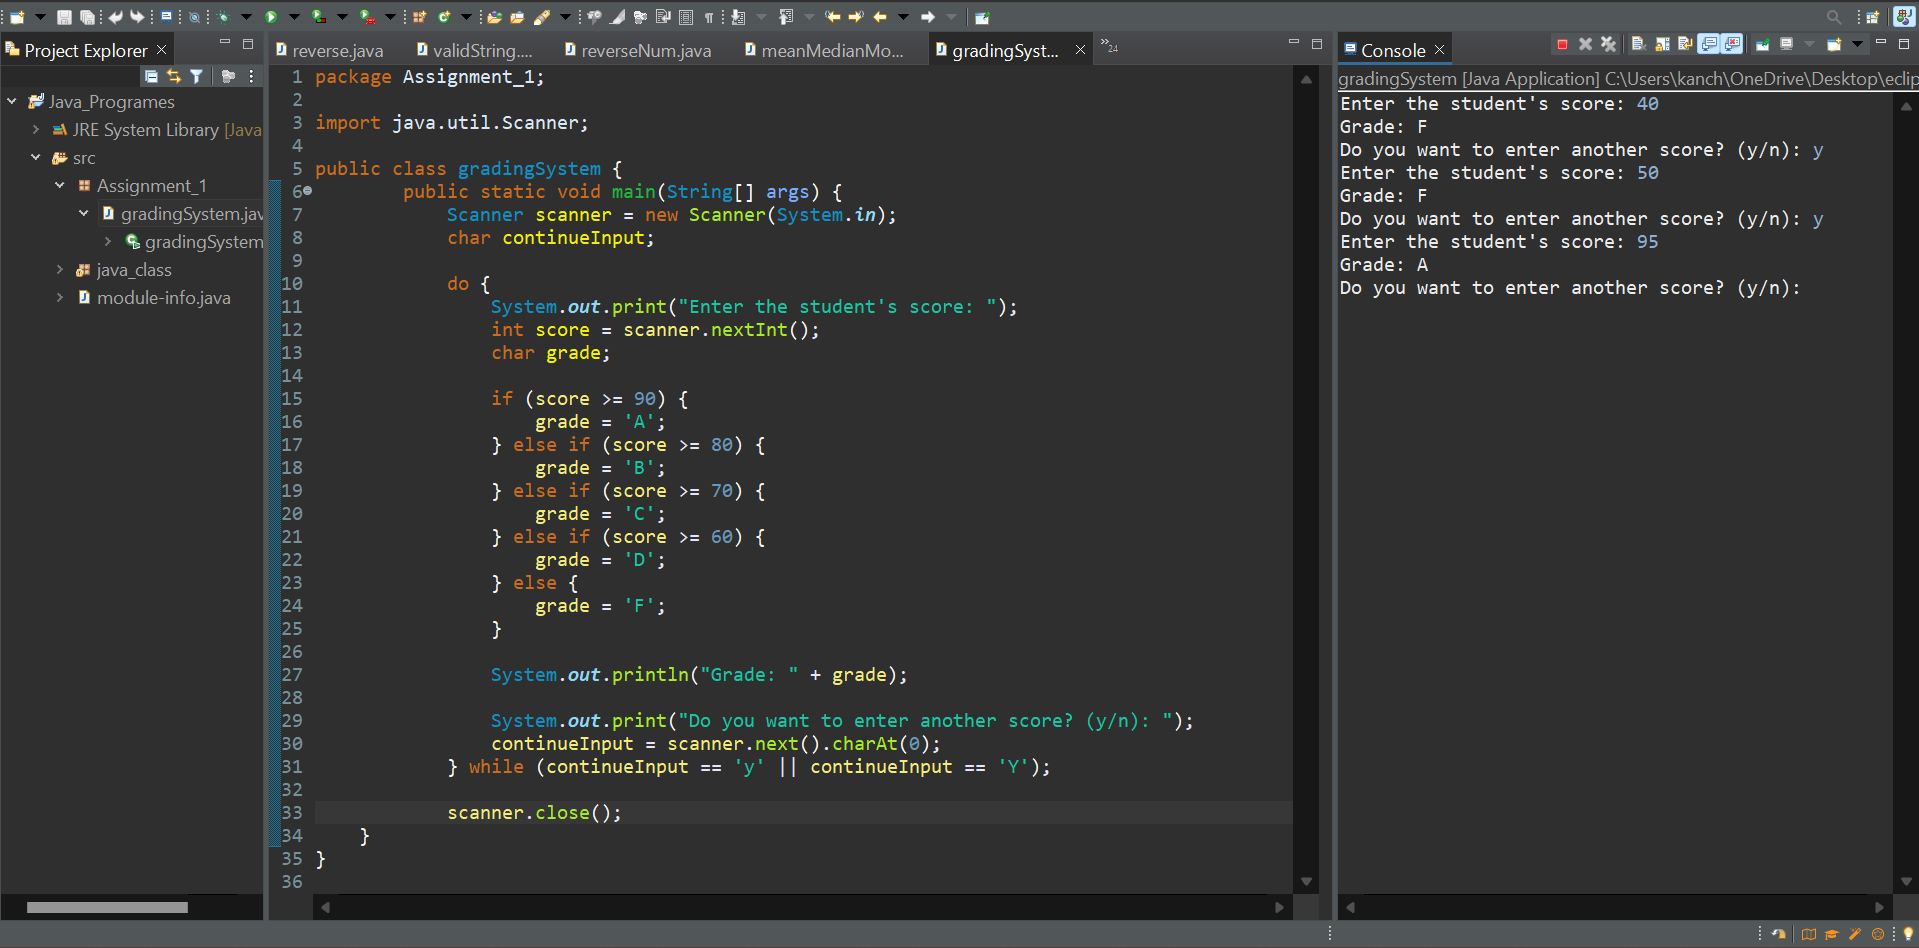 Project Explorer
Java_Programes
JRE System Library [Java
src
Assignment_1
gradingSystem.jav
gradingSystem
java_class
module-info.java
reverse.java
validString....
reverseNum.java
meanMedianMo...
gradingSyst...
»24
1 package Assignment_1;
2
3 import java.util.Scanner;
4
5 public class gradingSystem {
6 public static void main(String[] args) {
7 Scanner scanner = new Scanner(System.in);
8 char continueInput;
9
10 do {
11 System.out.print("Enter the student's score: ");
12 int score = scanner.nextInt();
13 char grade;
14
15 if (score >= 90) {
16 grade = 'A';
17 } else if (score >= 80) {
18 grade = 'B';
19 } else if (score >= 70) {
20 grade = 'C';
21 } else if (score >= 60) {
22 grade = 'D';
23 } else {
24 grade = 'F';
25 }
26
27 System.out.println("Grade: " + grade);
28
29 System.out.print("Do you want to enter another score? (y/n): ");
30 continueInput = scanner.next().charAt(0);
31 } while (continueInput == 'y' || continueInput == 'Y');
32
33 scanner.close();
34 }
35 }
36
Console
gradingSystem [Java Application] C:\Users\kanch\OneDrive\Desktop\eclip
Enter the student's score: 40
Grade: F
Do you want to enter another score? (y/n): y
Enter the student's score: 50
Grade: F
Do you want to enter another score? (y/n): y
Enter the student's score: 95
Grade: A
Do you want to enter another score? (y/n):